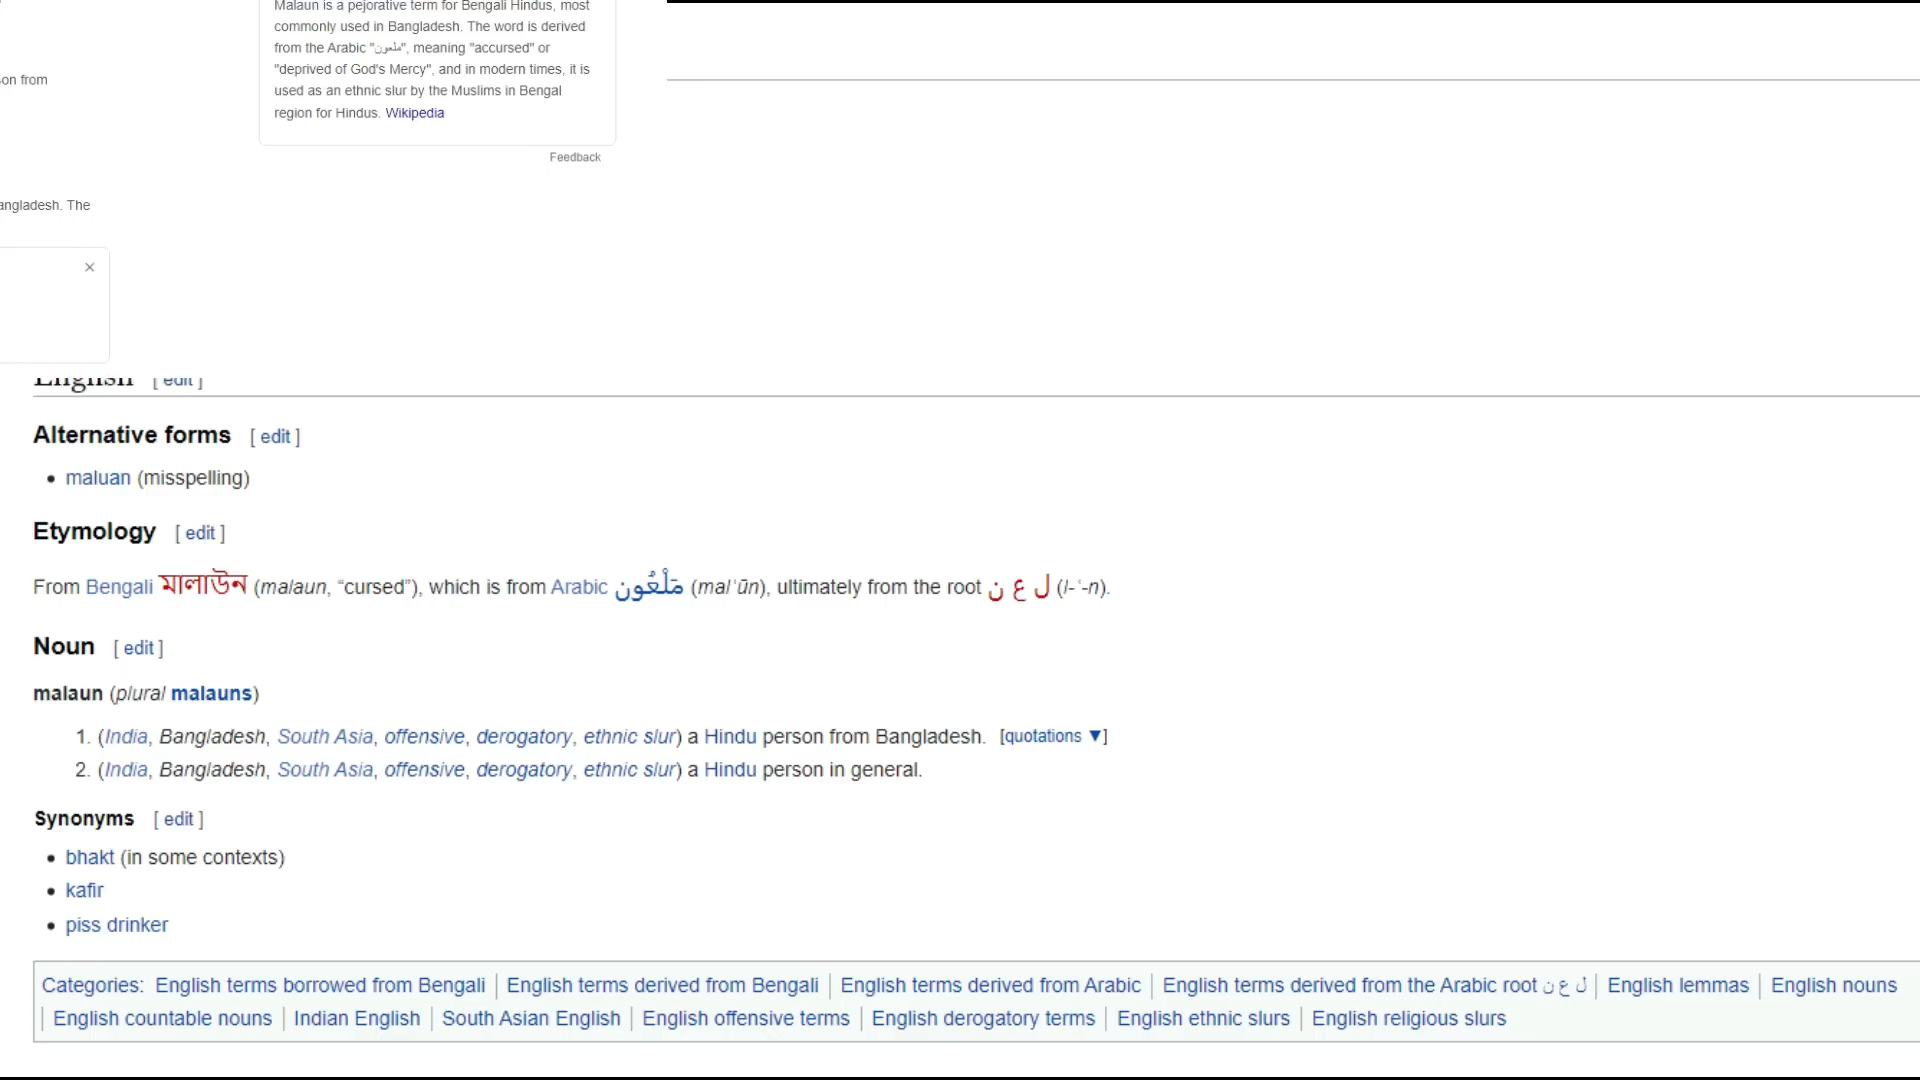 Malaun is a pejorative term for Bengali Hindus, most
commonly used in Bangladesh. The word is derived
from the Arabic "ملعون", meaning "accursed" or
"deprived of God's Mercy", and in modern times, it is
used as an ethnic slur by the Muslims in Bengal
region for Hindus. Wikipedia
Feedback
on from
angladesh. The
English [ edit ]
Alternative forms [ edit ]
• maluan (misspelling)
Etymology [ edit ]
From Bengali মালাউন (malaun, “cursed”), which is from Arabic مَلْعُون (malʿūn), ultimately from the root ل ع ن (l-ʿ-n).
Noun [ edit ]
malaun (plural malauns)
1. (India, Bangladesh, South Asia, offensive, derogatory, ethnic slur) a Hindu person from Bangladesh. [quotations ▼]
2. (India, Bangladesh, South Asia, offensive, derogatory, ethnic slur) a Hindu person in general.
Synonyms [ edit ]
• bhakt (in some contexts)
• kafir
• piss drinker
Categories: English terms borrowed from Bengali | English terms derived from Bengali | English terms derived from Arabic | English terms derived from the Arabic root ل ع ن | English lemmas | English nouns
| English countable nouns | Indian English | South Asian English | English offensive terms | English derogatory terms | English ethnic slurs | English religious slurs